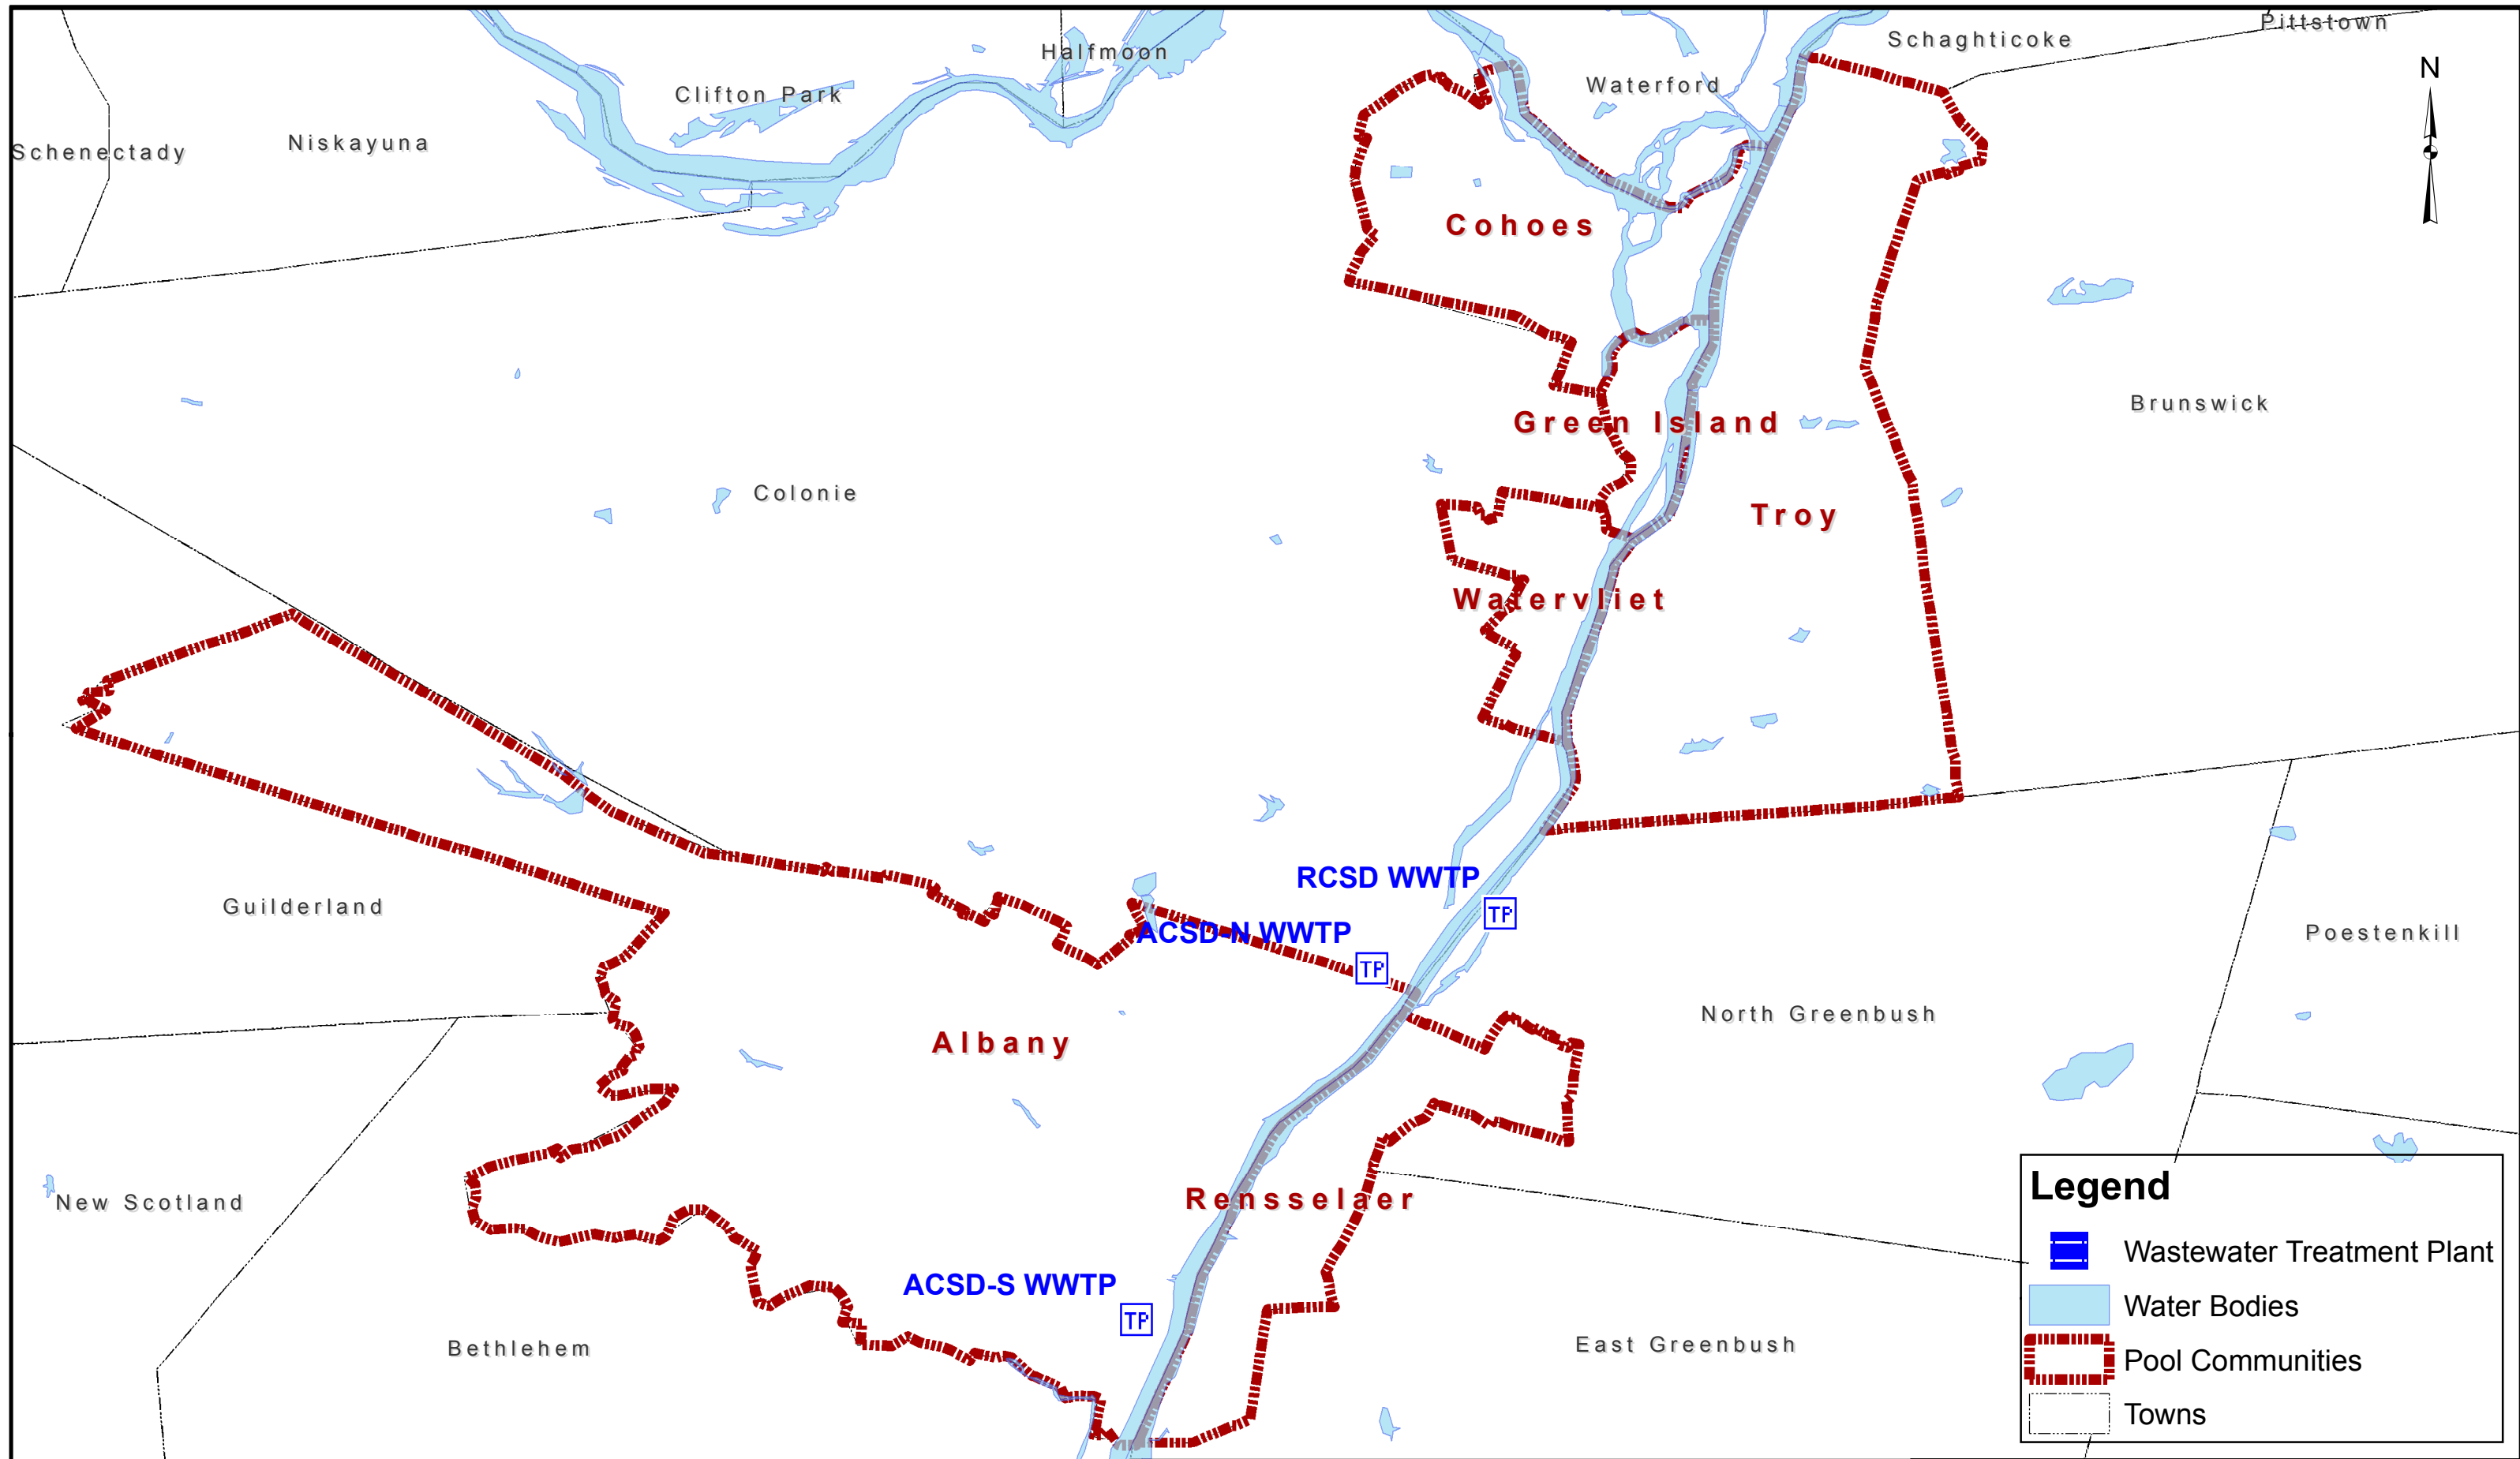 Pittstown
Schaghticoke
Halfmoon
N
Waterford
Clifton Park
Niskayuna
Schenectady
Cohoes
Brunswick
Green Island
Colonie
Troy
Watervliet
RCSD WWTP
Guilderland
TP
ACSD-N WWTP
Poestenkill
TP
North Greenbush
Albany
Legend
New Scotland
Rensselaer
Wastewater Treatment Plant
ACSD-S WWTP
Water Bodies
TP
Bethlehem
East Greenbush
Pool Communities
Towns